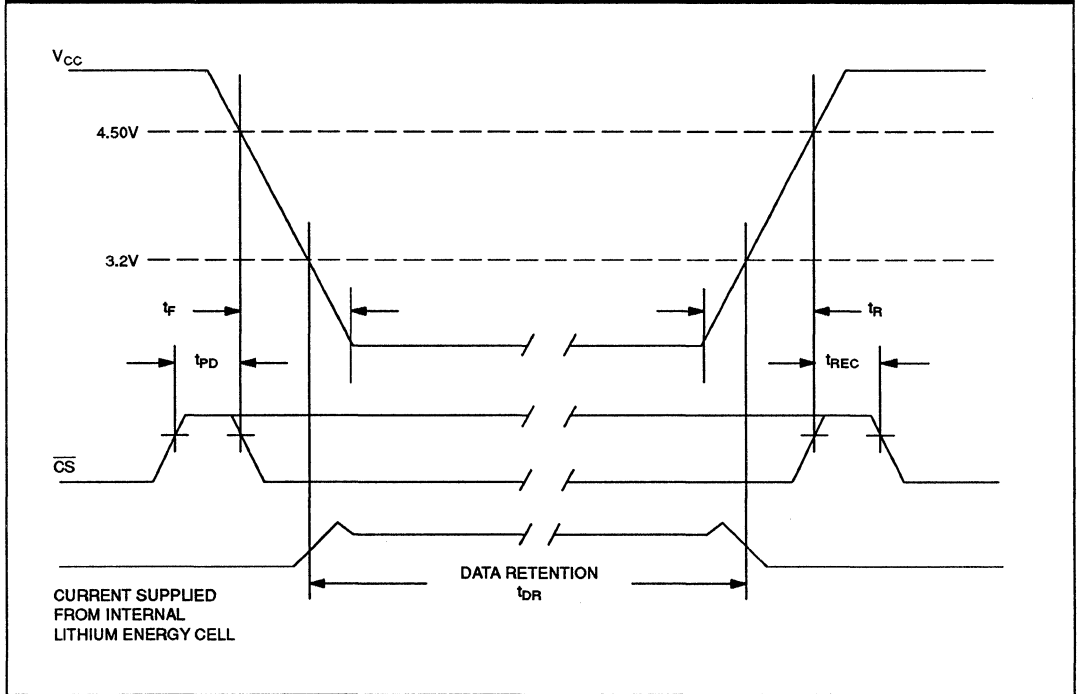 VCC
4.50V
3.2V
tF
tR
tPD
tREC
CS
DATA RETENTION
tDR
CURRENT SUPPLIED
FROM INTERNAL
LITHIUM ENERGY CELL